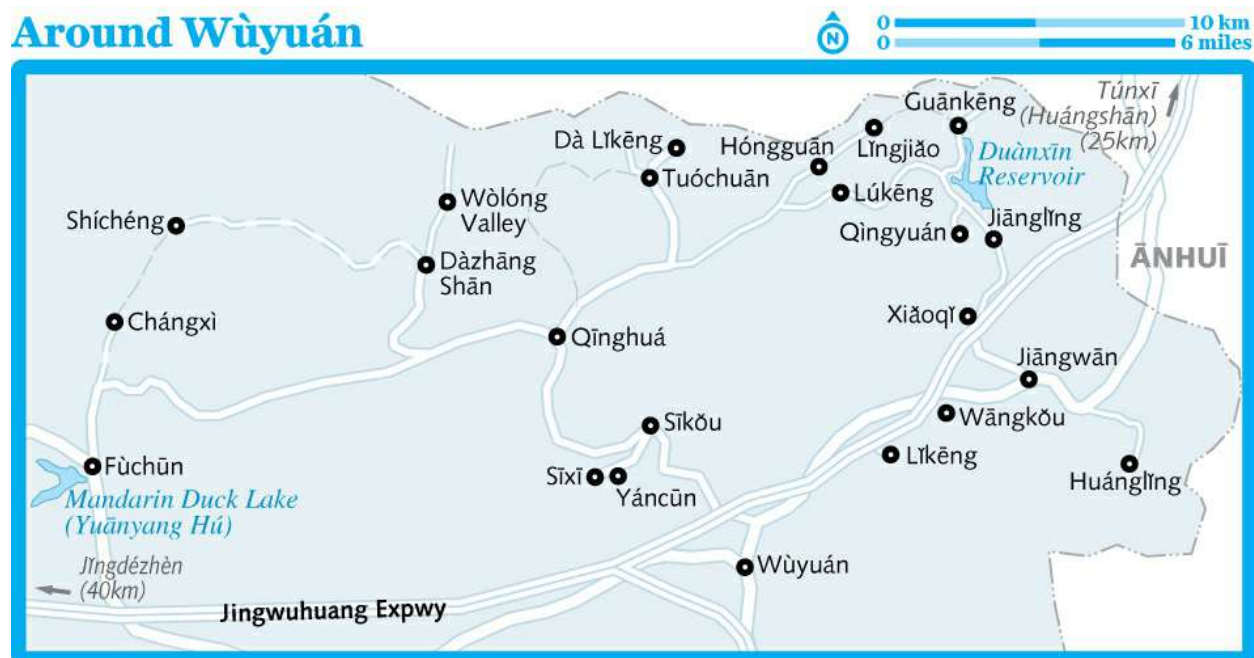 Around Wùyuán
N
0 10 km
0 6 miles
Túnxī
(Huángshān)
(25km)
Guānkēng
Dà Lǐkēng
Hóngguān
Lǐngjiǎo
Duànxīn
Reservoir
Tuóchuān
Wòlóng
Valley
Lúkēng
Shíchéng
Qìngyuán
Jiānglǐng
ĀNHUĪ
Dàzhāng
Shān
Chángxì
Xiǎoqǐ
Qīnghuá
Jiāngwān
Wāngkǒu
Sīkǒu
Lǐkēng
Fùchūn
Sīxī
Yáncūn
Huánglǐng
Mandarin Duck Lake
(Yuānyang Hú)
Jǐngdézhèn
(40km)
Wùyuán
Jingwuhuang Expwy